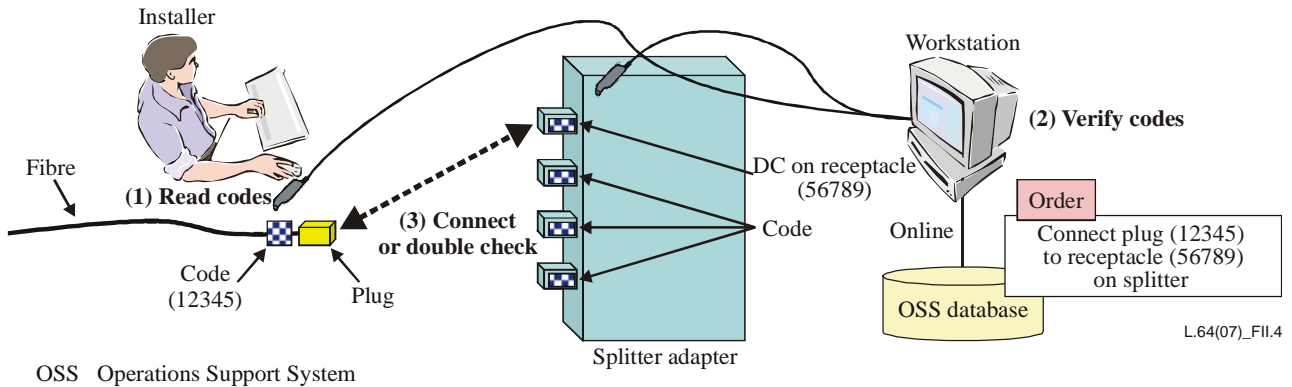 Installer
Workstation
(2) Verify codes
Fibre
(1) Read codes
DC on receptacle
(56789)
(3) Connect
or double check
Code
Online
Order
Connect plug (12345)
to receptacle (56789)
on splitter
Code
(12345)
Plug
OSS database
L.64(07)_FII.4
Splitter adapter
OSS Operations Support System